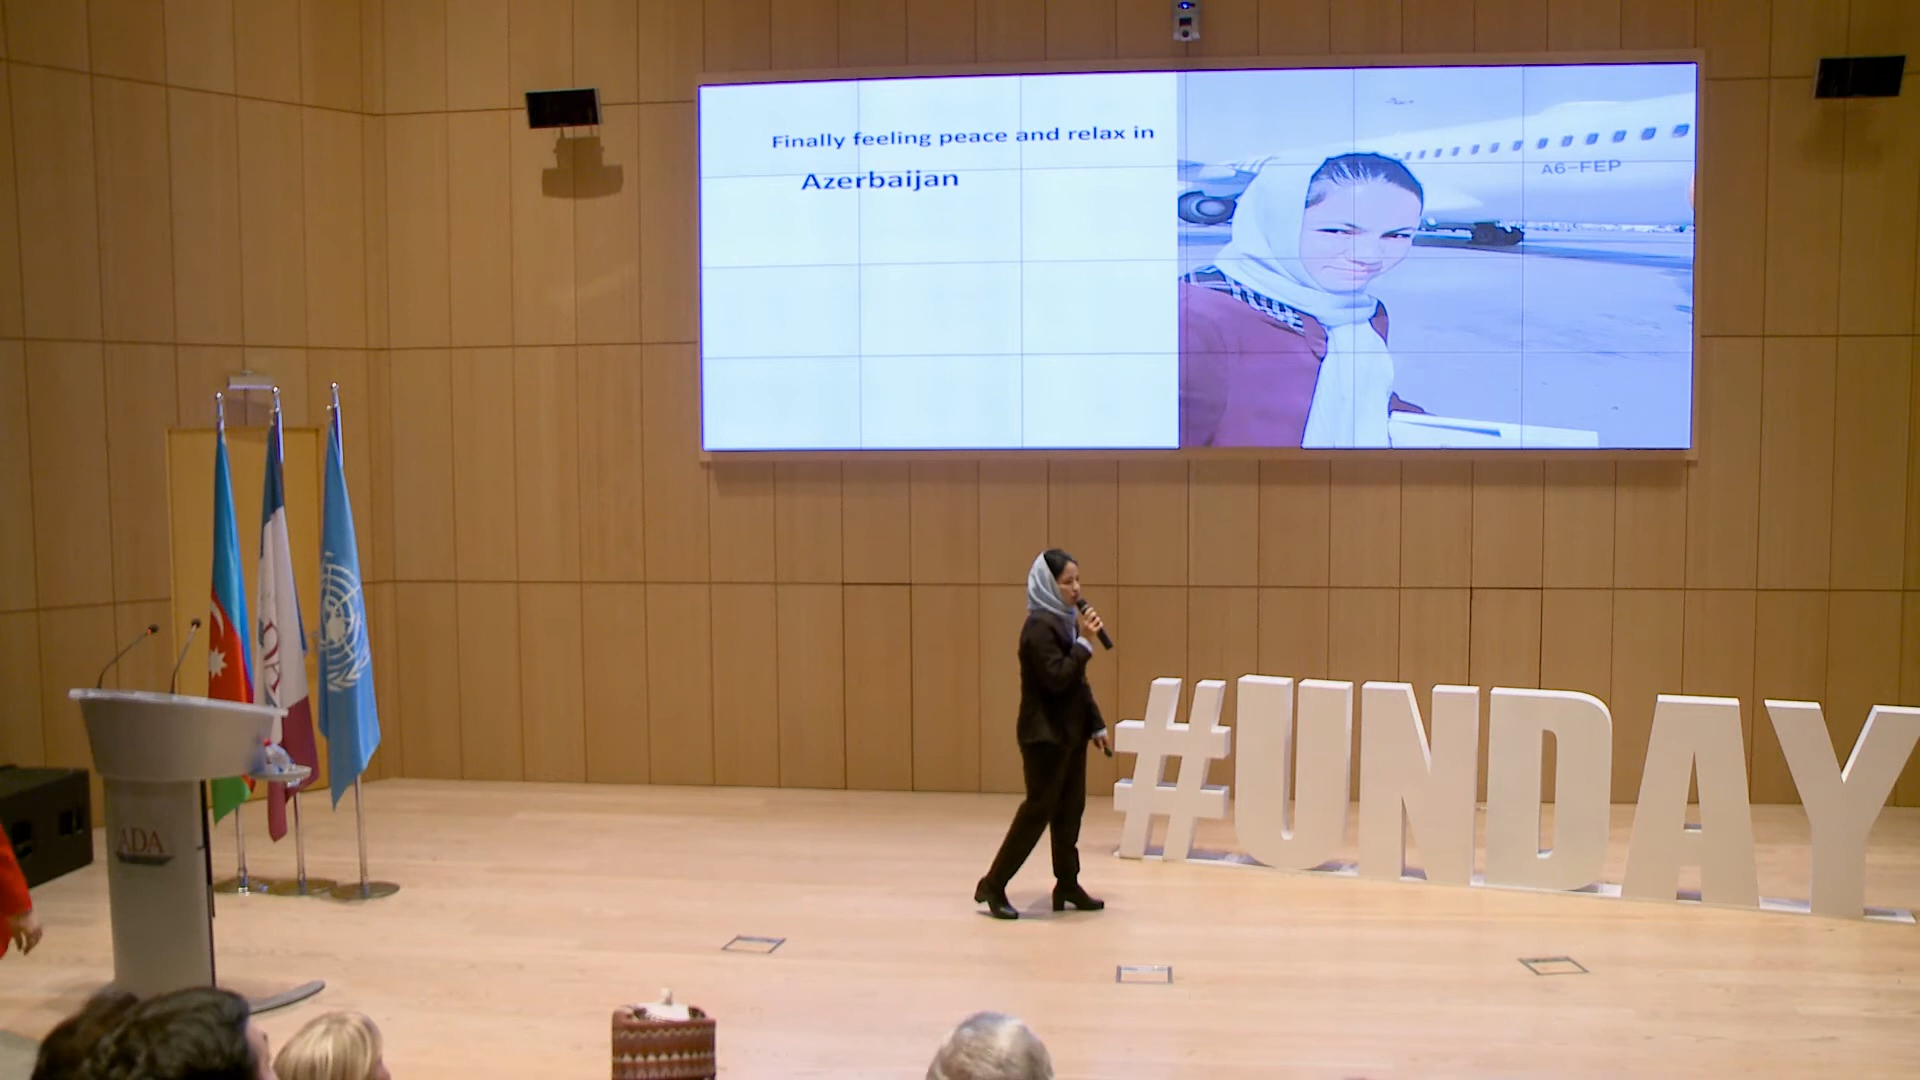 Finally feeling peace and relax in
Azerbaijan
A6-FEP
#UNDAY
ADA